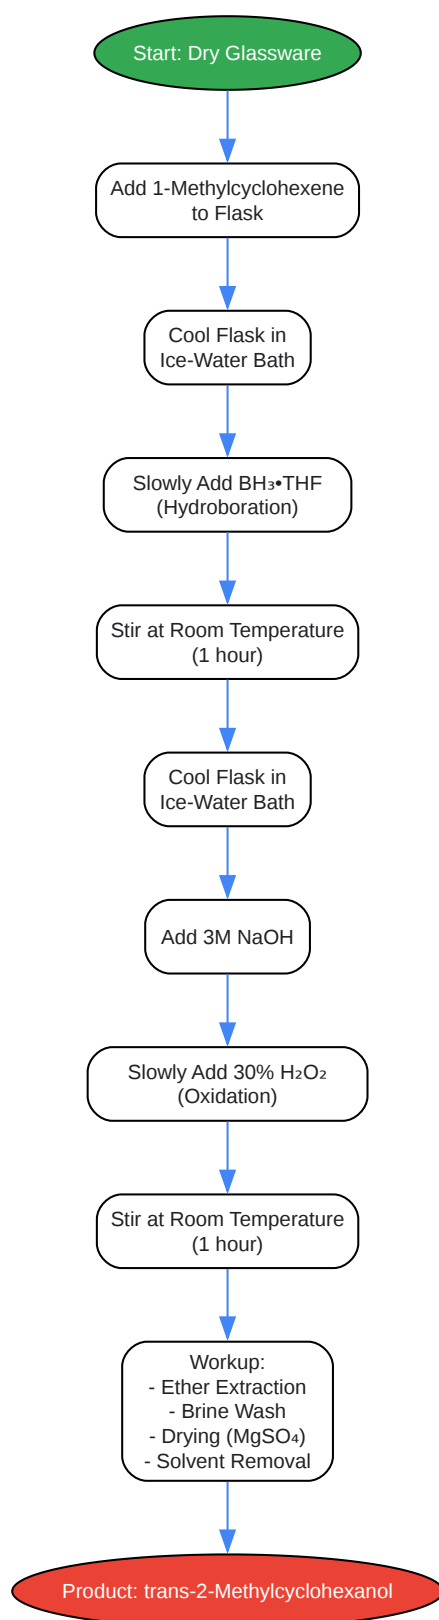 Start: Dry Glassware
Add 1-Methylcyclohexene
to Flask
Cool Flask in
Ice-Water Bath
Slowly Add BH₃•THF
(Hydroboration)
Stir at Room Temperature
(1 hour)
Cool Flask in
Ice-Water Bath
Add 3M NaOH
Slowly Add 30% H₂O₂
(Oxidation)
Stir at Room Temperature
(1 hour)
Workup:
- Ether Extraction
- Brine Wash
- Drying (MgSO₄)
- Solvent Removal
Product: trans-2-Methylcyclohexanol